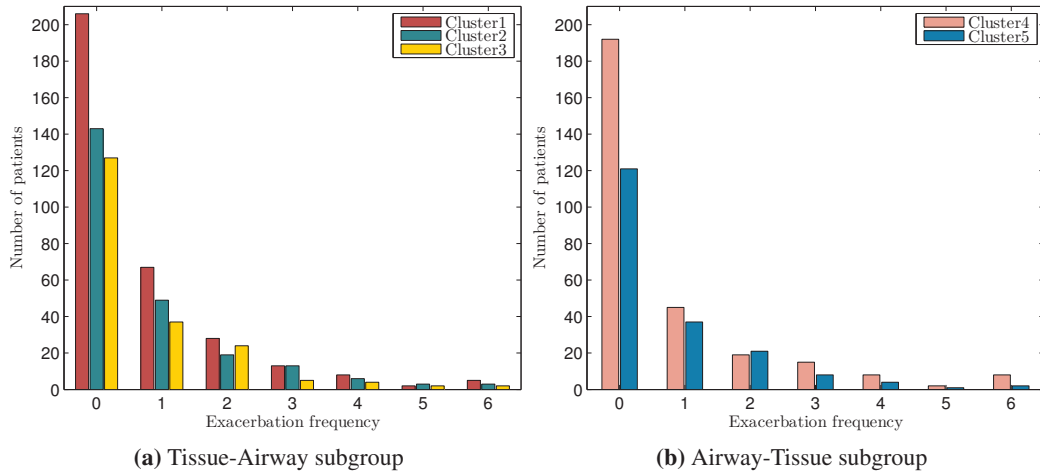 200
180
160
140
120
100
80
60
40
20
0
Number of patients
Cluster1
Cluster2
Cluster3
0 1 2 3 4 5 6
Exacerbation frequency
(a) Tissue-Airway subgroup
200
180
160
140
120
100
80
60
40
20
0
Number of patients
Cluster4
Cluster5
0 1 2 3 4 5 6
Exacerbation frequency
(b) Airway-Tissue subgroup